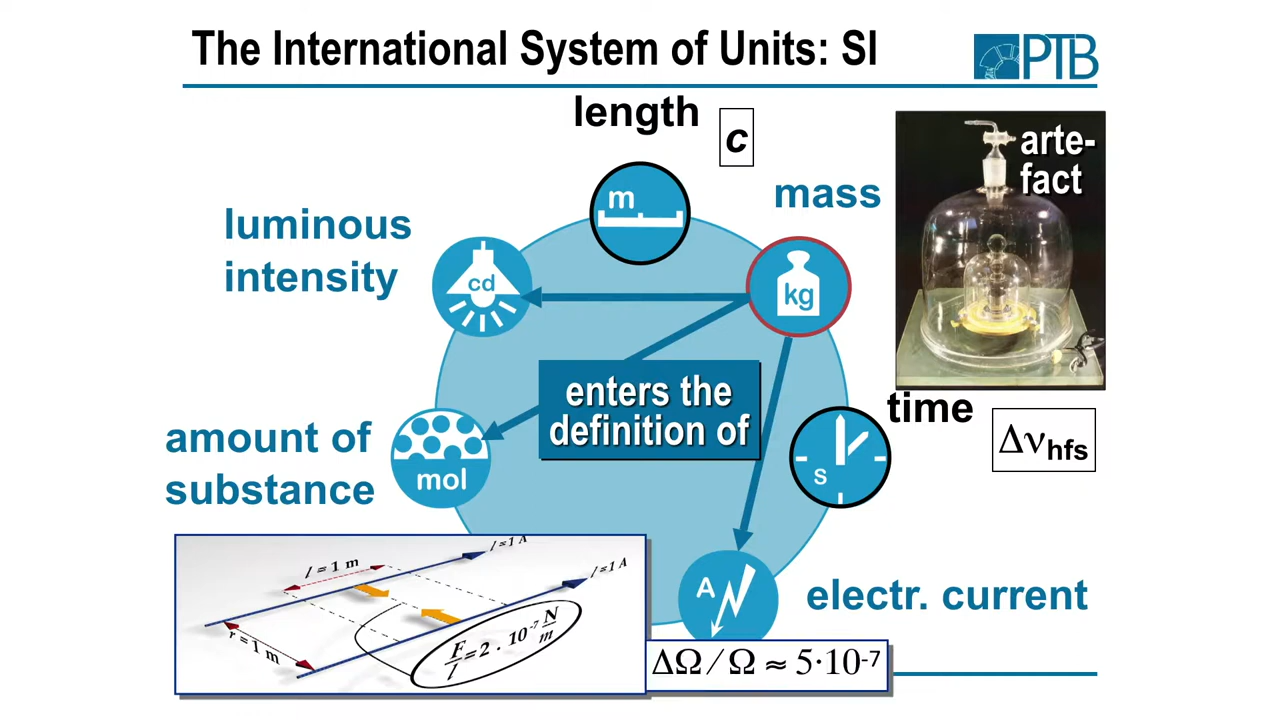 The International System of Units: SI
PTB
length
c
arte-
fact
mass
m
luminous
intensity
cd
kg
enters the
definition of
time
Δν_hfs
s
amount of
substance
mol
l = 1 m
I = 1 A
I = 1 A
r = 1 m
F/l = 2 · 10⁻⁷ N/m
A
electr. current
ΔΩ / Ω ≈ 5·10⁻⁷